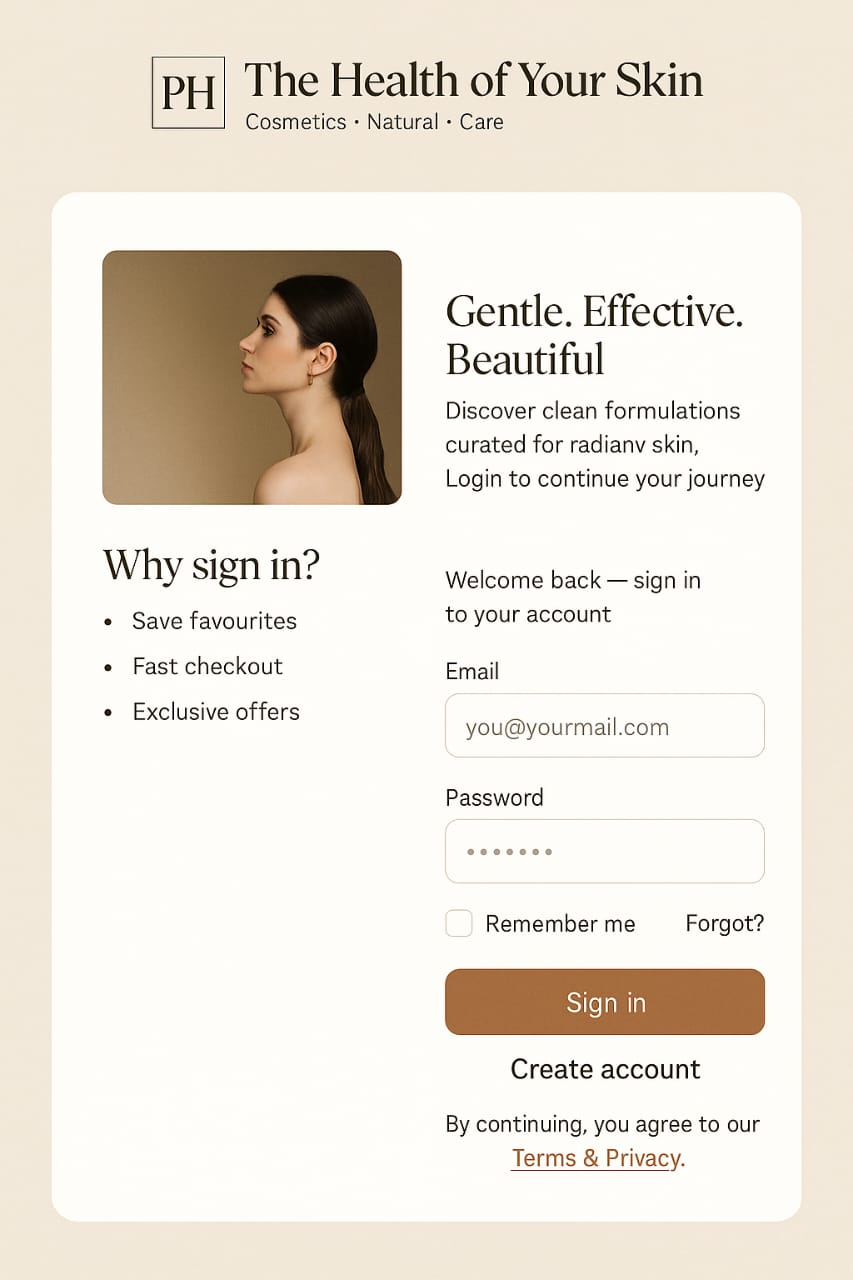 PH
The Health of Your Skin
Cosmetics • Natural • Care
Gentle. Effective.
Beautiful
Discover clean formulations
curated for radianv skin,
Login to continue your journey
Why sign in?
• Save favourites
• Fast checkout
• Exclusive offers
Welcome back — sign in
to your account
Email
you@yourmail.com
Password
•••••••
Remember me
Forgot?
Sign in
Create account
By continuing, you agree to our
Terms & Privacy.